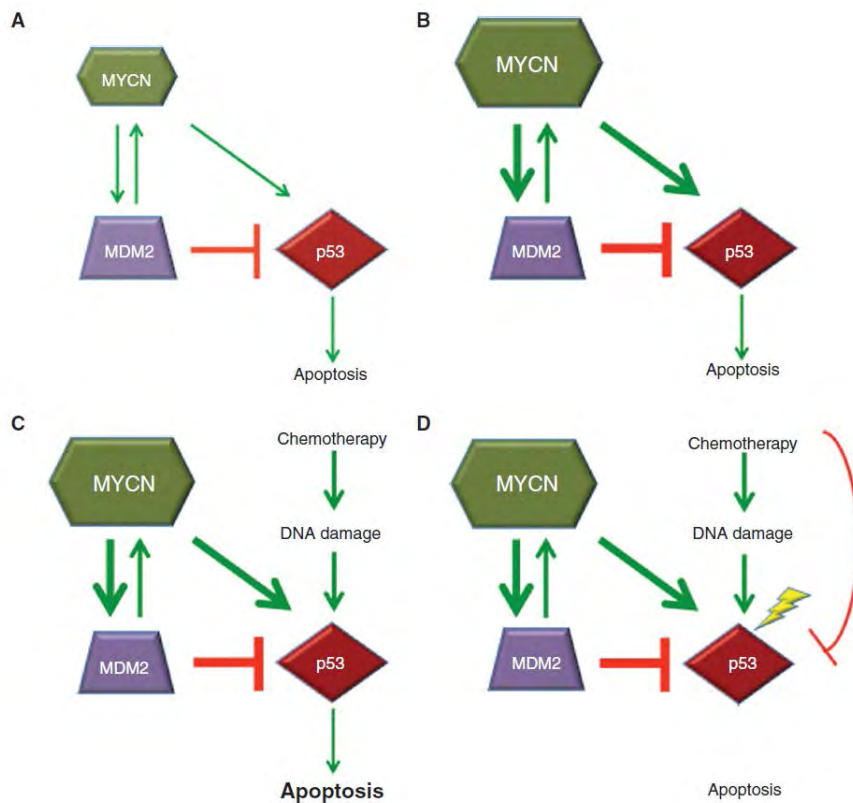 A
MYCN
MDM2
p53
Apoptosis
B
MYCN
MDM2
p53
Apoptosis
C
Chemotherapy
MYCN
DNA damage
MDM2
p53
Apoptosis
D
Chemotherapy
MYCN
DNA damage
MDM2
p53
Apoptosis